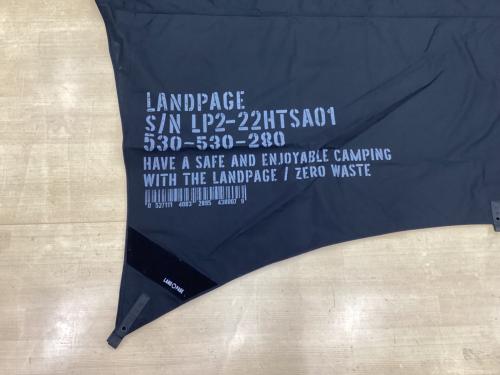 LANDPAGE
S/N LP2-22HTSA01
530-530-280
HAVE A SAFE AND ENJOYABLE CAMPING
WITH THE LANDPAGE / ZERO WASTE